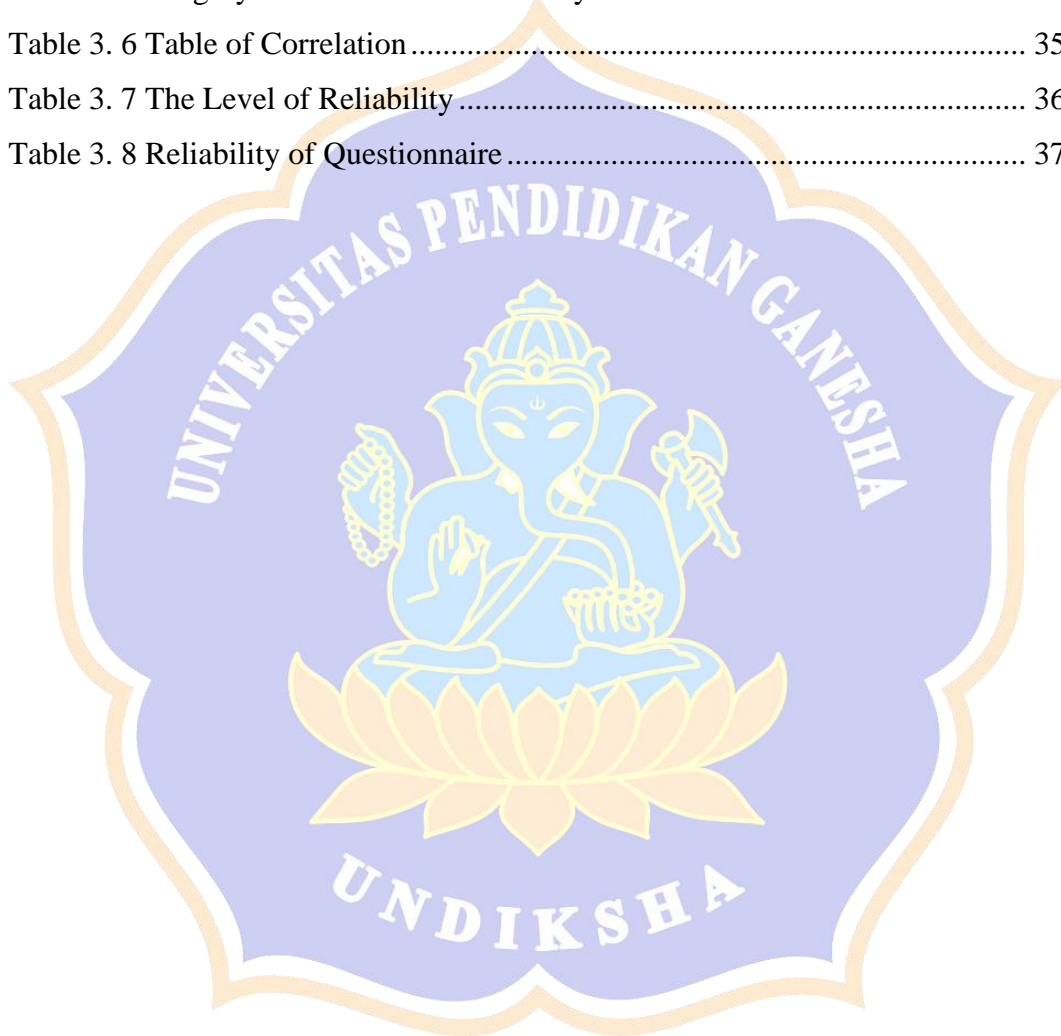 Table 3. 6 Table of Correlation ............................................................................. 35
Table 3. 7 The Level of Reliability ....................................................................... 36
Table 3. 8 Reliability of Questionnaire ................................................................. 37
UNIVERSITAS PENDIDIKAN GANESHA
UNDIKSHA